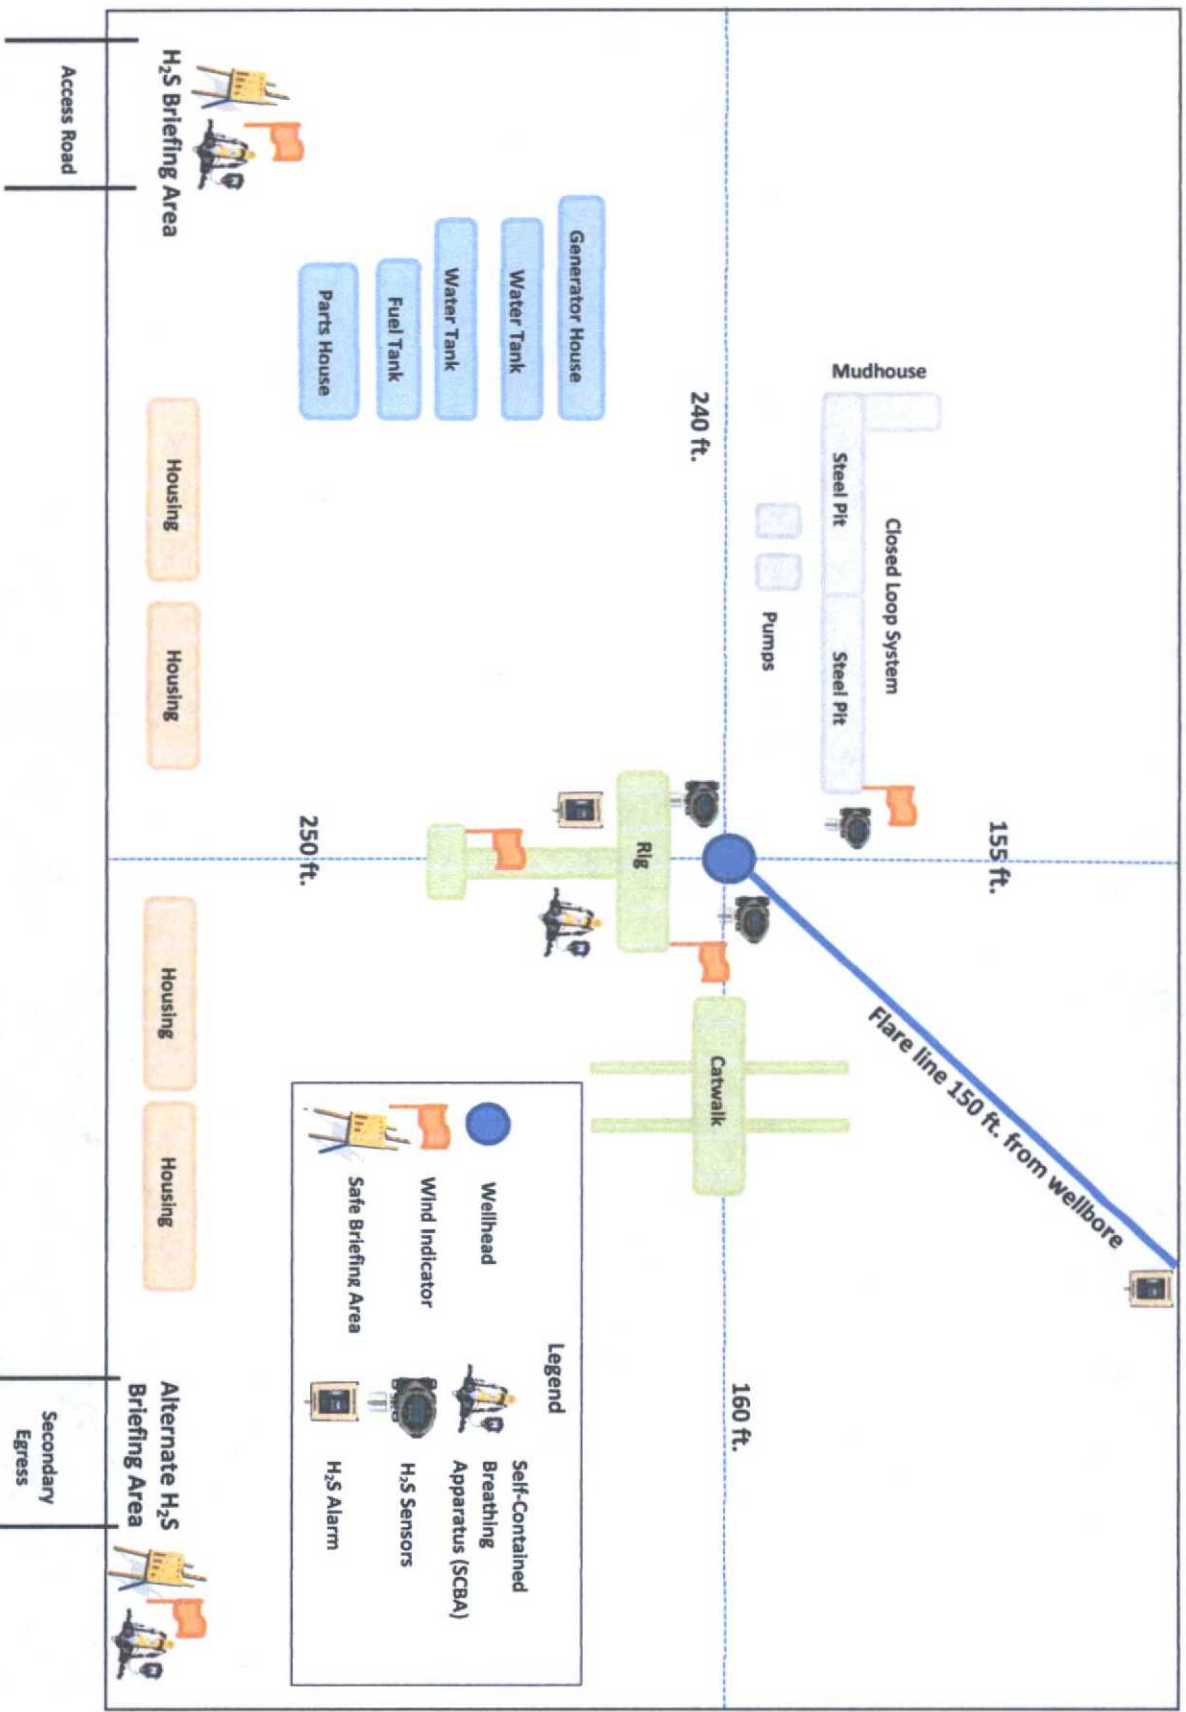 155 ft.
Flare line 150 ft. from wellbore
Mudhouse
Closed Loop System
Steel Pit
Steel Pit
Pumps
240 ft.
160 ft.
Generator House
Water Tank
Water Tank
Fuel Tank
Parts House
Rig
Catwalk
250 ft.
Legend
Wellhead
Wind Indicator
Safe Briefing Area
Self-Contained
Breathing
Apparatus (SCBA)
H₂S Sensors
H₂S Alarm
H₂S Briefing Area
Housing
Housing
Housing
Housing
Alternate H₂S
Briefing Area
Access Road
Secondary
Egress